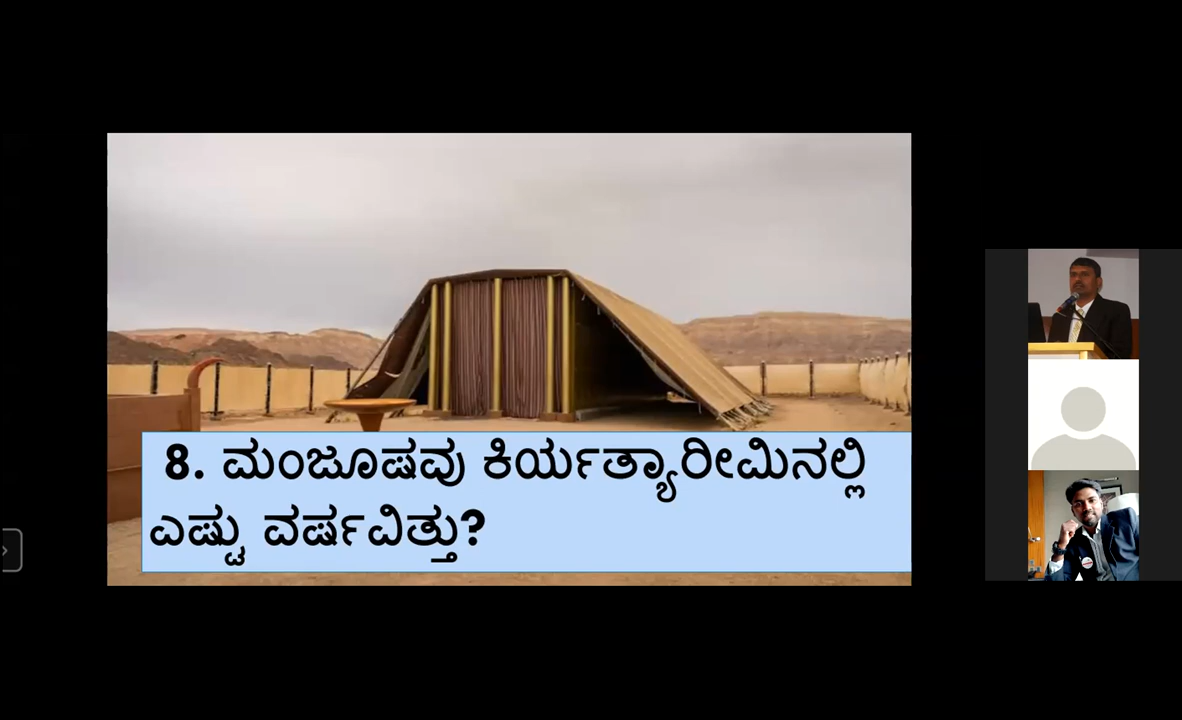 8. ಮಂಜೂಷವು ಕಿರ್ಯತ್ಯಾರೀಮಿನಲ್ಲಿ
ಎಷ್ಟು ವರ್ಷವಿತ್ತು?